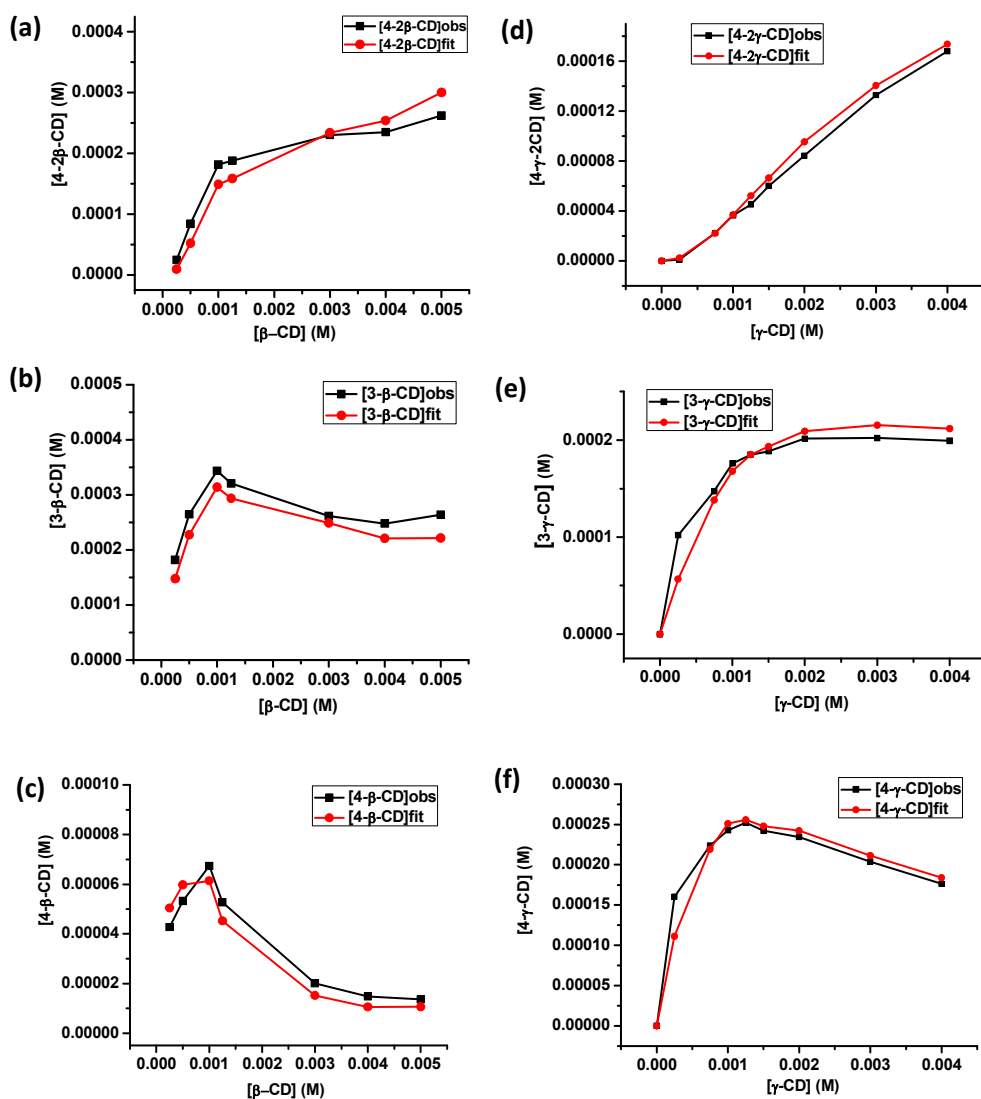 (a)
[4-2β-CD]obs
[4-2β-CD]fit
0.0004
0.0003
0.0002
0.0001
0.0000
[4-2β-CD] (M)
0.000 0.001 0.002 0.003 0.004 0.005
[β–CD] (M)
(d)
[4-2γ-CD]obs
[4-2γ-CD]fit
0.00016
0.00012
0.00008
0.00004
0.00000
[4-γ-2CD] (M)
0.000 0.001 0.002 0.003 0.004
[γ-CD] (M)
(b)
[3-β-CD]obs
[3-β-CD]fit
0.0005
0.0004
0.0003
0.0002
0.0001
0.0000
[3-β-CD] (M)
0.000 0.001 0.002 0.003 0.004 0.005
[β-CD] (M)
(e)
[3-γ-CD]obs
[3-γ-CD]fit
0.0002
0.0001
0.0000
[3-γ-CD] (M)
0.000 0.001 0.002 0.003 0.004
[γ-CD] (M)
(c)
[4-β-CD]obs
[4-β-CD]fit
0.00010
0.00008
0.00006
0.00004
0.00002
0.00000
[4-β-CD] (M)
0.000 0.001 0.002 0.003 0.004 0.005
[β–CD] (M)
(f)
[4-γ-CD]obs
[4-γ-CD]fit
0.00030
0.00025
0.00020
0.00015
0.00010
0.00005
0.00000
[4-γ-CD] (M)
0.000 0.001 0.002 0.003 0.004
[γ-CD] (M)